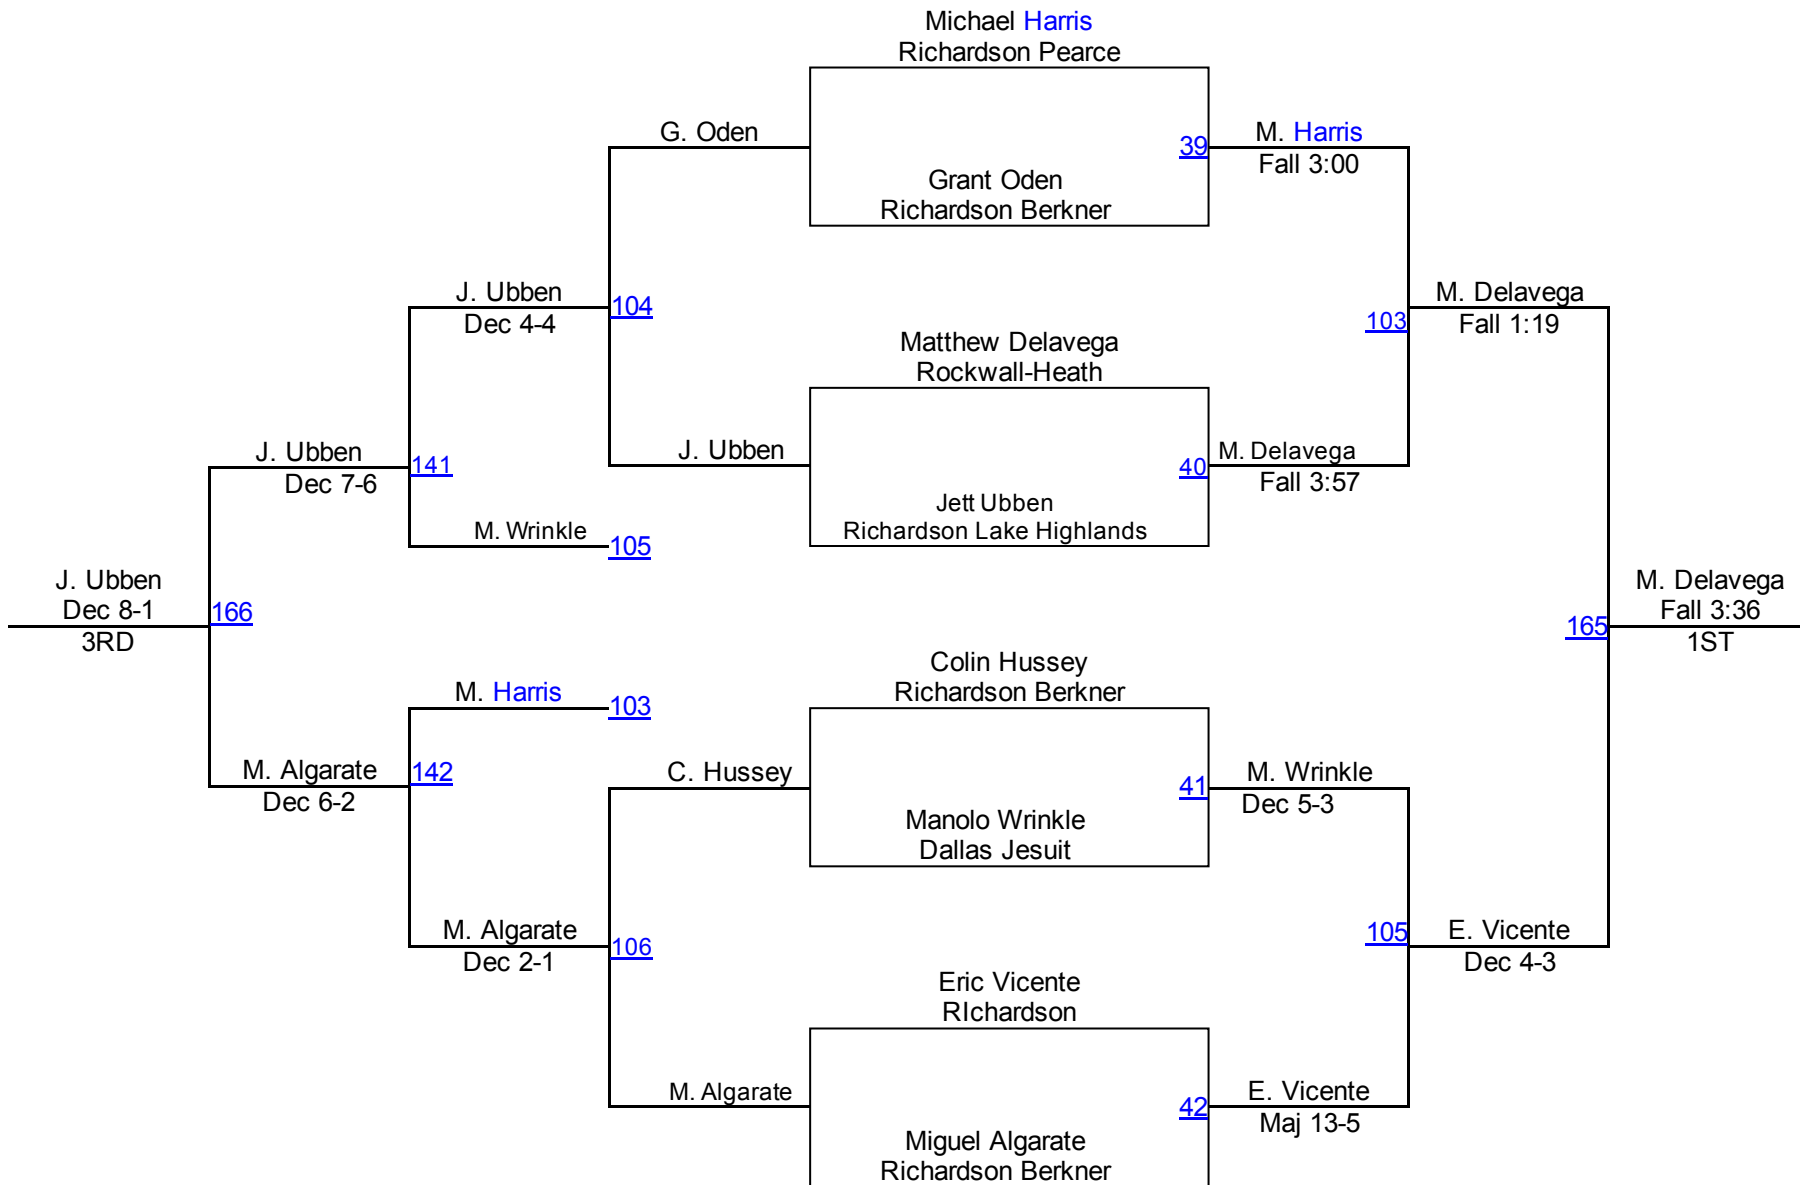 Michael Harris
Richardson Pearce
G. Oden
39
M. Harris
Fall 3:00
Grant Oden
Richardson Berkner
J. Ubben
Dec 4-4
104
M. Delavega
Fall 1:19
103
Matthew Delavega
Rockwall-Heath
J. Ubben
Dec 7-6
141
J. Ubben
40
M. Delavega
Fall 3:57
Jett Ubben
Richardson Lake Highlands
M. Wrinkle
105
J. Ubben
Dec 8-1
3RD
166
M. Delavega
Fall 3:36
1ST
165
Colin Hussey
Richardson Berkner
M. Harris
103
M. Algarate
Dec 6-2
142
C. Hussey
41
M. Wrinkle
Dec 5-3
Manolo Wrinkle
Dallas Jesuit
M. Algarate
Dec 2-1
106
105
E. Vicente
Dec 4-3
Eric Vicente
RIchardson
M. Algarate
42
E. Vicente
Maj 13-5
Miguel Algarate
Richardson Berkner